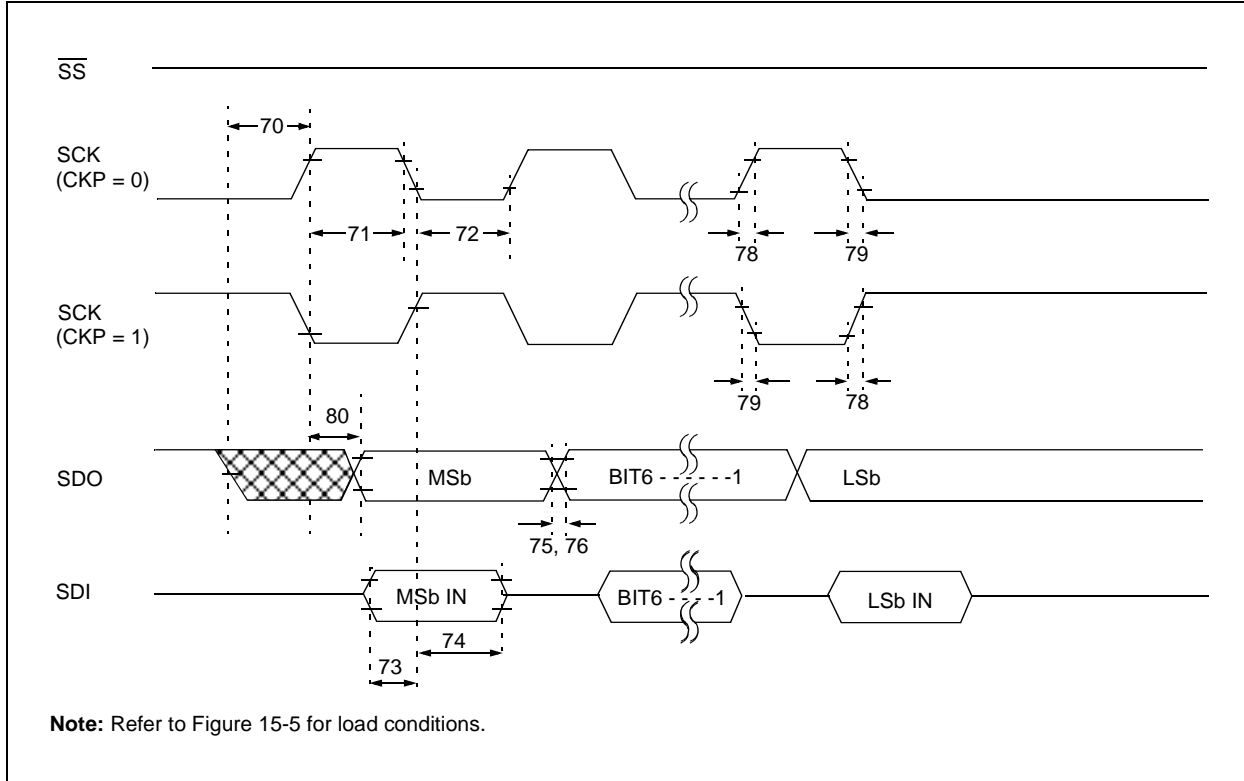 SS
70
SCK
(CKP = 0)
71
72
78
79
SCK
(CKP = 1)
79
78
80
SDO
MSb
BIT6 - - - - - -1
LSb
75, 76
SDI
MSb IN
BIT6 - - - - -1
LSb IN
74
73
Note: Refer to Figure 15-5 for load conditions.